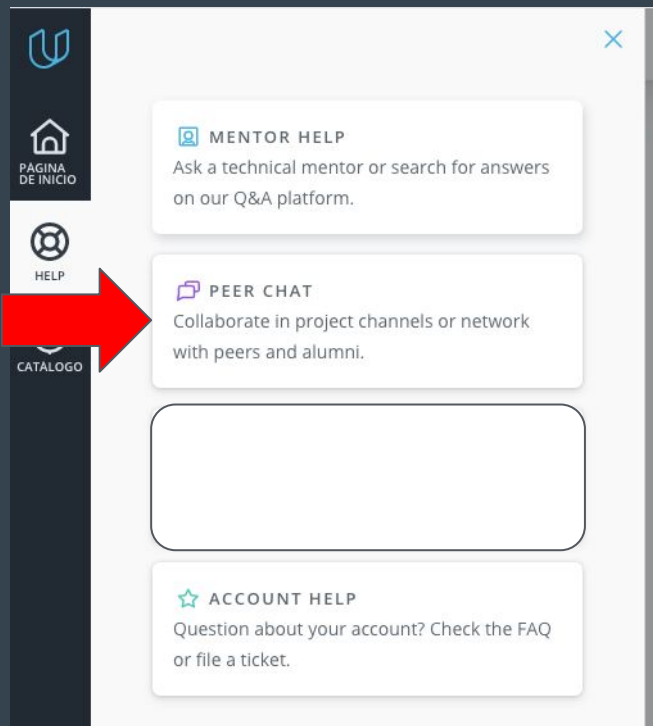 PÁGINA
DE INICIO
HELP
CATÁLOGO
MENTOR HELP
Ask a technical mentor or search for answers
on our Q&A platform.
PEER CHAT
Collaborate in project channels or network
with peers and alumni.
ACCOUNT HELP
Question about your account? Check the FAQ
or file a ticket.